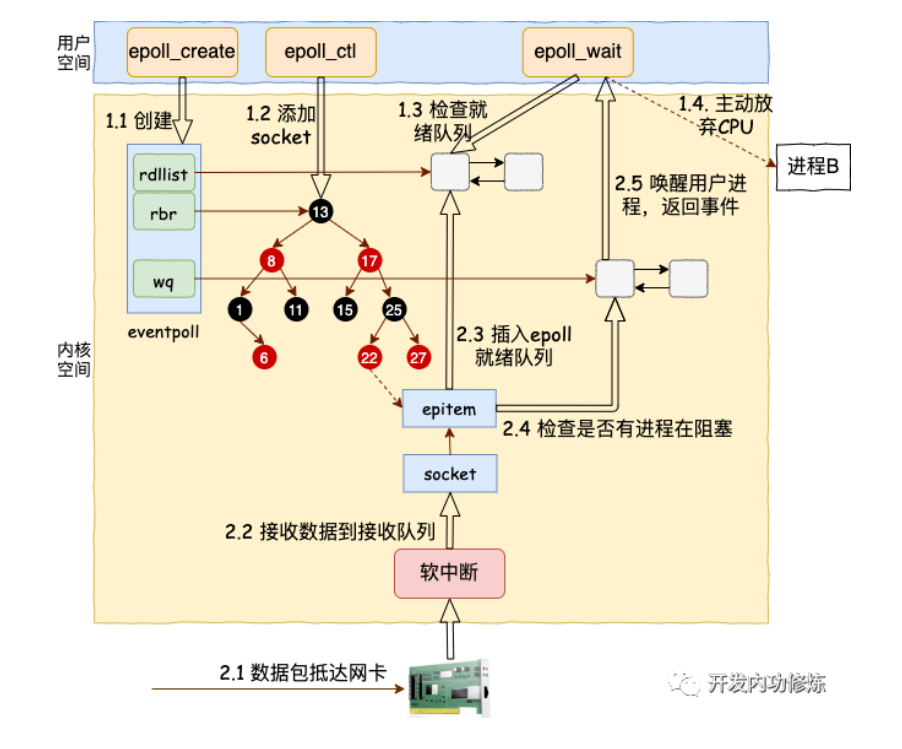 用户
空间
epoll_create
epoll_ctl
epoll_wait
1.1 创建
1.2 添加
socket
1.3 检查就
绪队列
1.4. 主动放
弃CPU
进程B
rdllist
rbr
wq
eventpoll
13
8
17
1
11
15
25
6
22
27
2.5 唤醒用户进
程，返回事件
内核
空间
2.3 插入epoll
就绪队列
epitem
2.4 检查是否有进程在阻塞
socket
2.2 接收数据到接收队列
软中断
2.1 数据包抵达网卡
开发内功修炼